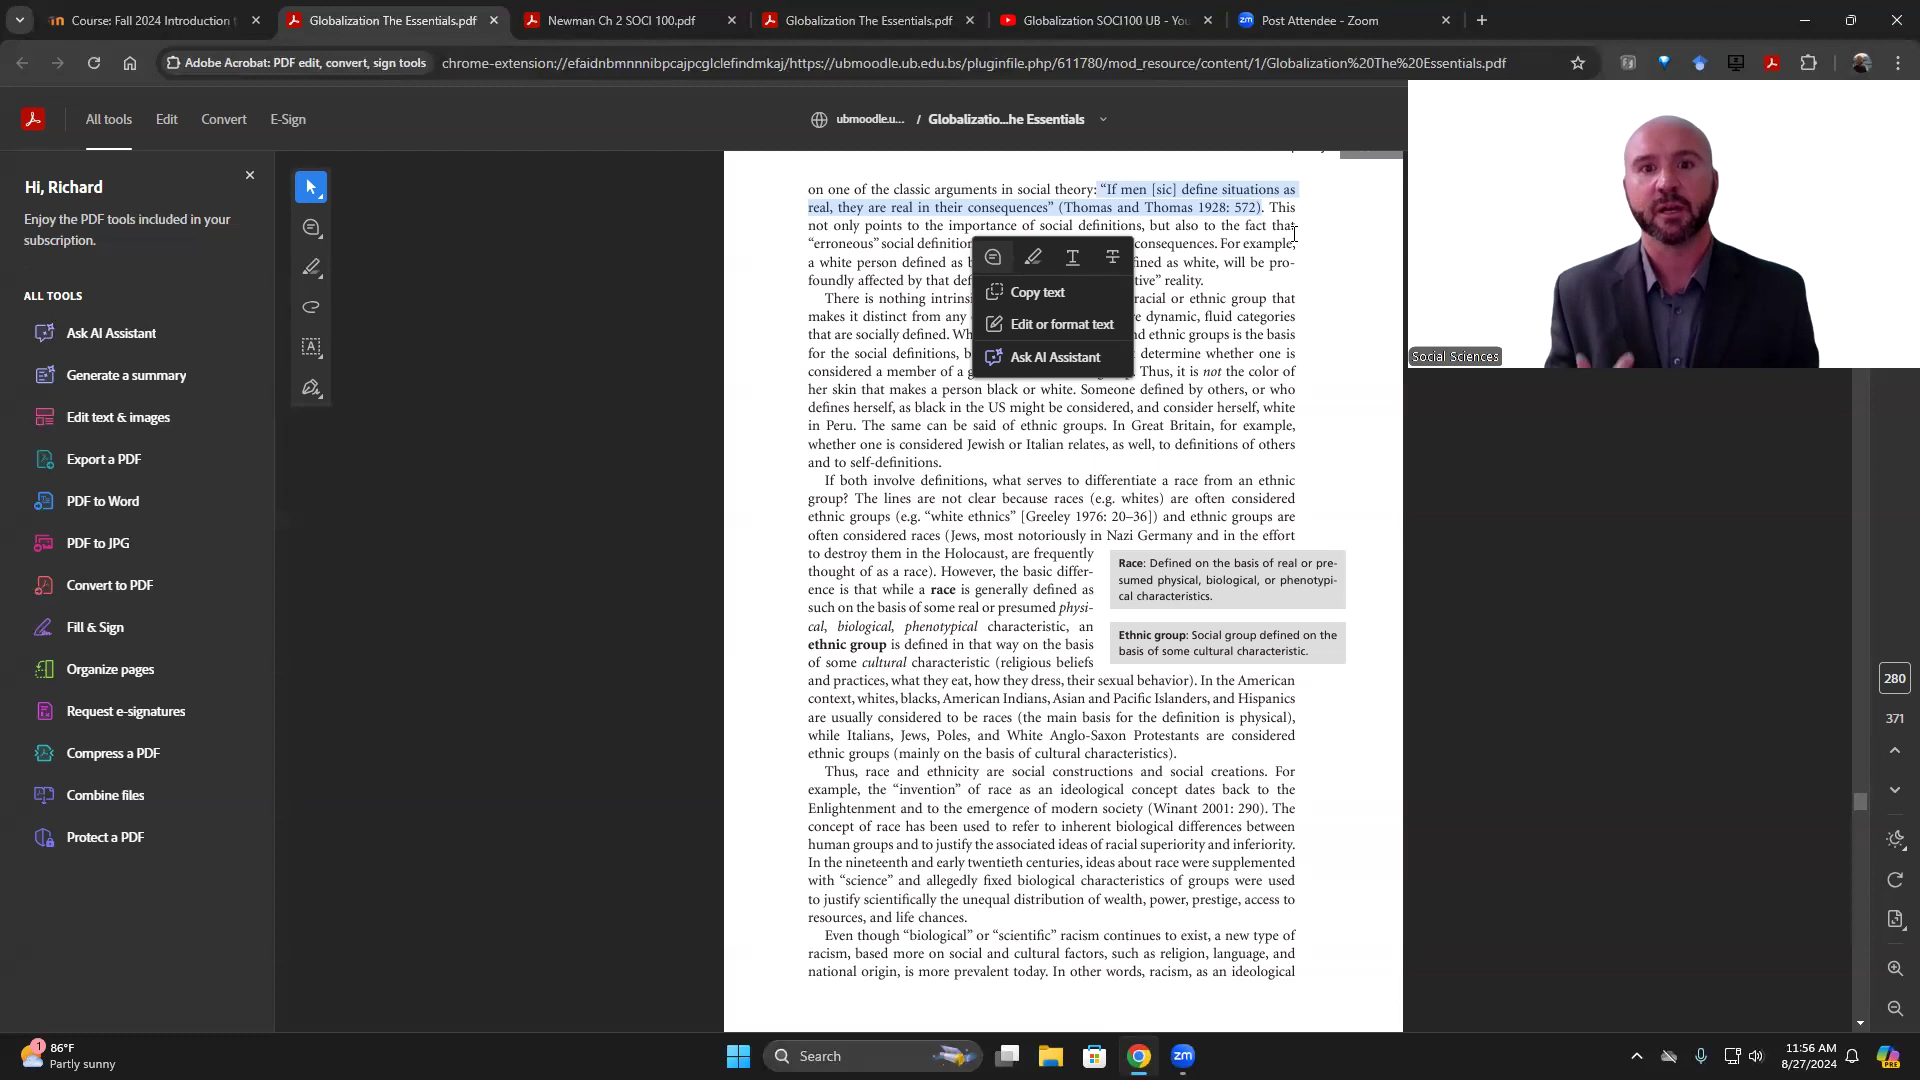 Course: Fall 2024 Introduction t
Globalization The Essentials.pdf
Newman Ch 2 SOCI 100.pdf
Globalization The Essentials.pdf
Globalization SOCI100 UB - You
Post Attendee - Zoom
Adobe Acrobat: PDF edit, convert, sign tools
chrome-extension://efaidnbmnnnibpcajpcglclefindmkaj/https://ubmoodle.ub.edu.bs/pluginfile.php/611780/mod_resource/content/1/Globalization%20The%20Essentials.pdf
All tools
Edit
Convert
E-Sign
ubmoodle.u... / Globalizatio...he Essentials
Hi, Richard
Enjoy the PDF tools included in your
subscription.
ALL TOOLS
Ask AI Assistant
Generate a summary
Edit text & images
Export a PDF
PDF to Word
PDF to JPG
Convert to PDF
Fill & Sign
Organize pages
Request e-signatures
Compress a PDF
Combine files
Protect a PDF
on one of the classic arguments in social theory: “If men [sic] define situations as
real, they are real in their consequences” (Thomas and Thomas 1928: 572). This
not only points to the importance of social definitions, but also to the fact that
“erroneous” social definition consequences. For example,
a white person defined as b fined as white, will be pro-
foundly affected by that def tive” reality.
There is nothing intrinsi racial or ethnic group that
makes it distinct from any e dynamic, fluid categories
that are socially defined. Wh nd ethnic groups is the basis
for the social definitions, b determine whether one is
considered a member of a g . Thus, it is not the color of
her skin that makes a person black or white. Someone defined by others, or who
defines herself, as black in the US might be considered, and consider herself, white
in Peru. The same can be said of ethnic groups. In Great Britain, for example,
whether one is considered Jewish or Italian relates, as well, to definitions of others
and to self-definitions.
If both involve definitions, what serves to differentiate a race from an ethnic
group? The lines are not clear because races (e.g. whites) are often considered
ethnic groups (e.g. “white ethnics” [Greeley 1976: 20–36]) and ethnic groups are
often considered races (Jews, most notoriously in Nazi Germany and in the effort
to destroy them in the Holocaust, are frequently
thought of as a race). However, the basic differ-
ence is that while a race is generally defined as
such on the basis of some real or presumed physi-
cal, biological, phenotypical characteristic, an
ethnic group is defined in that way on the basis
of some cultural characteristic (religious beliefs
and practices, what they eat, how they dress, their sexual behavior). In the American
context, whites, blacks, American Indians, Asian and Pacific Islanders, and Hispanics
are usually considered to be races (the main basis for the definition is physical),
while Italians, Jews, Poles, and White Anglo-Saxon Protestants are considered
ethnic groups (mainly on the basis of cultural characteristics).
Thus, race and ethnicity are social constructions and social creations. For
example, the “invention” of race as an ideological concept dates back to the
Enlightenment and to the emergence of modern society (Winant 2001: 290). The
concept of race has been used to refer to inherent biological differences between
human groups and to justify the associated ideas of racial superiority and inferiority.
In the nineteenth and early twentieth centuries, ideas about race were supplemented
with “science” and allegedly fixed biological characteristics of groups were used
to justify scientifically the unequal distribution of wealth, power, prestige, access to
resources, and life chances.
Even though “biological” or “scientific” racism continues to exist, a new type of
racism, based more on social and cultural factors, such as religion, language, and
national origin, is more prevalent today. In other words, racism, as an ideological
Race: Defined on the basis of real or pre-
sumed physical, biological, or phenotypi-
cal characteristics.
Ethnic group: Social group defined on the
basis of some cultural characteristic.
Copy text
Edit or format text
Ask AI Assistant
Social Sciences
280
371
1
86°F
Partly sunny
Search
zm
11:56 AM
8/27/2024